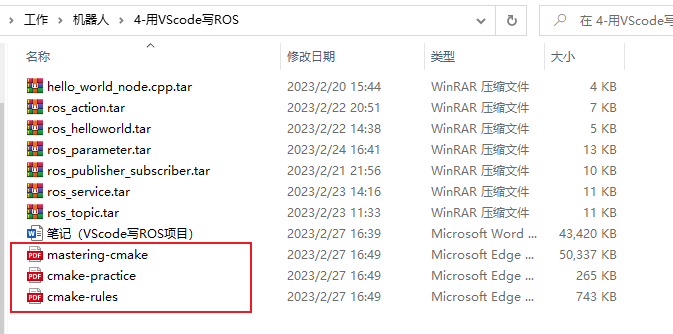 工作 > 机器人 > 4-用VScode写ROS 在 4-用VScode写
名称 修改日期 类型 大小
hello_world_node.cpp.tar 2023/2/20 15:44 WinRAR 压缩文件 4 KB
ros_action.tar 2023/2/22 20:51 WinRAR 压缩文件 7 KB
ros_helloworld.tar 2023/2/22 14:38 WinRAR 压缩文件 5 KB
ros_parameter.tar 2023/2/24 16:41 WinRAR 压缩文件 13 KB
ros_publisher_subscriber.tar 2023/2/21 21:56 WinRAR 压缩文件 10 KB
ros_service.tar 2023/2/23 14:16 WinRAR 压缩文件 11 KB
ros_topic.tar 2023/2/23 11:33 WinRAR 压缩文件 11 KB
笔记（VScode写ROS项目） 2023/2/27 16:39 Microsoft Word ... 43,420 KB
PDF mastering-cmake 2023/2/27 16:49 Microsoft Edge ... 50,337 KB
PDF cmake-practice 2023/2/27 16:49 Microsoft Edge ... 265 KB
PDF cmake-rules 2023/2/27 16:49 Microsoft Edge ... 743 KB